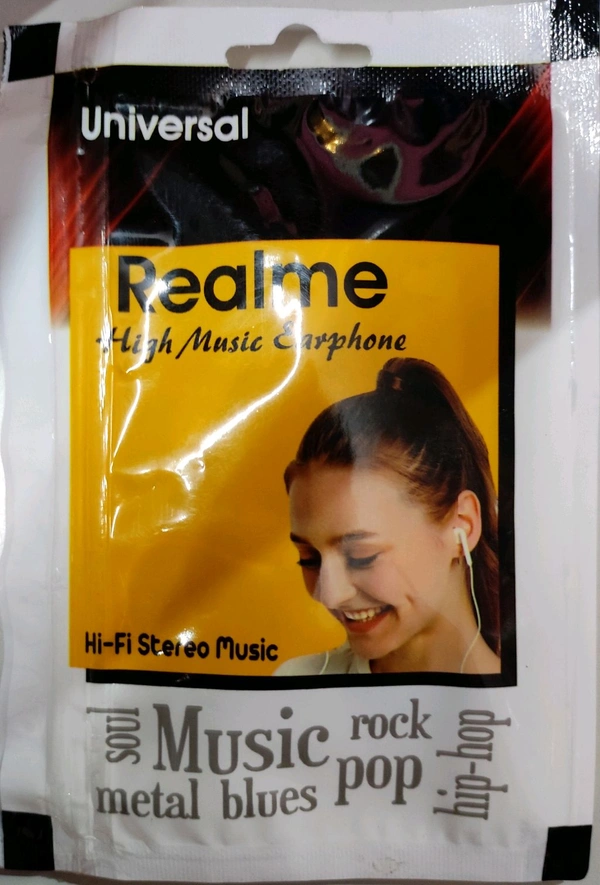 Universal
Realme
High Music Earphone
Hi-Fi Stereo Music
soul
Music
rock
pop
hip-hop
metal blues